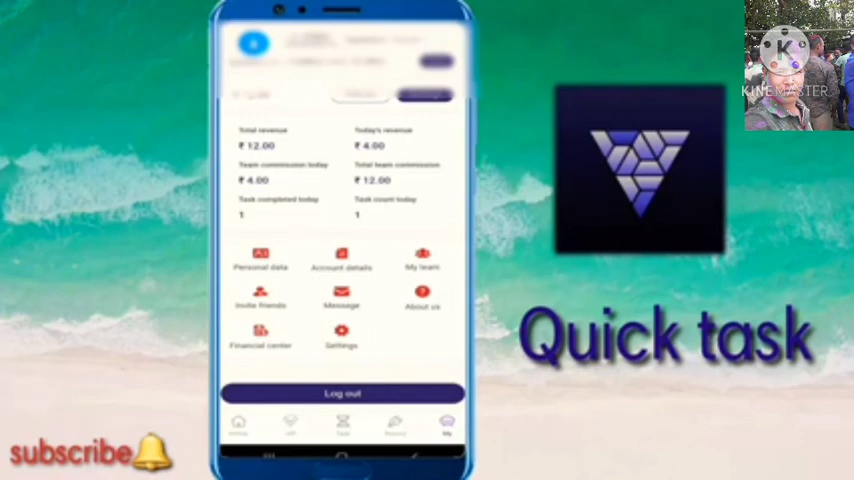 KINEMASTER
Total revenue
Today's revenue
₹ 12.00
₹ 4.00
Team commission today
Total team commission
₹ 4.00
₹ 12.00
Task completed today
Task count today
1
1
Personal data
Account details
My team
Invite friends
Message
About us
Financial center
Settings
Log out
My
Quick task
subscribe